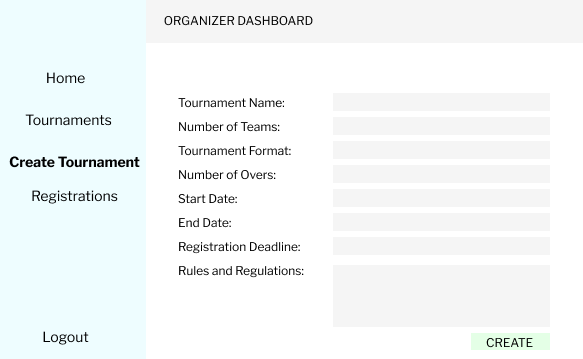 ORGANIZER DASHBOARD
Home
Tournaments
Create Tournament
Registrations
Logout
Tournament Name:
Number of Teams:
Tournament Format:
Number of Overs:
Start Date:
End Date:
Registration Deadline:
Rules and Regulations:
CREATE